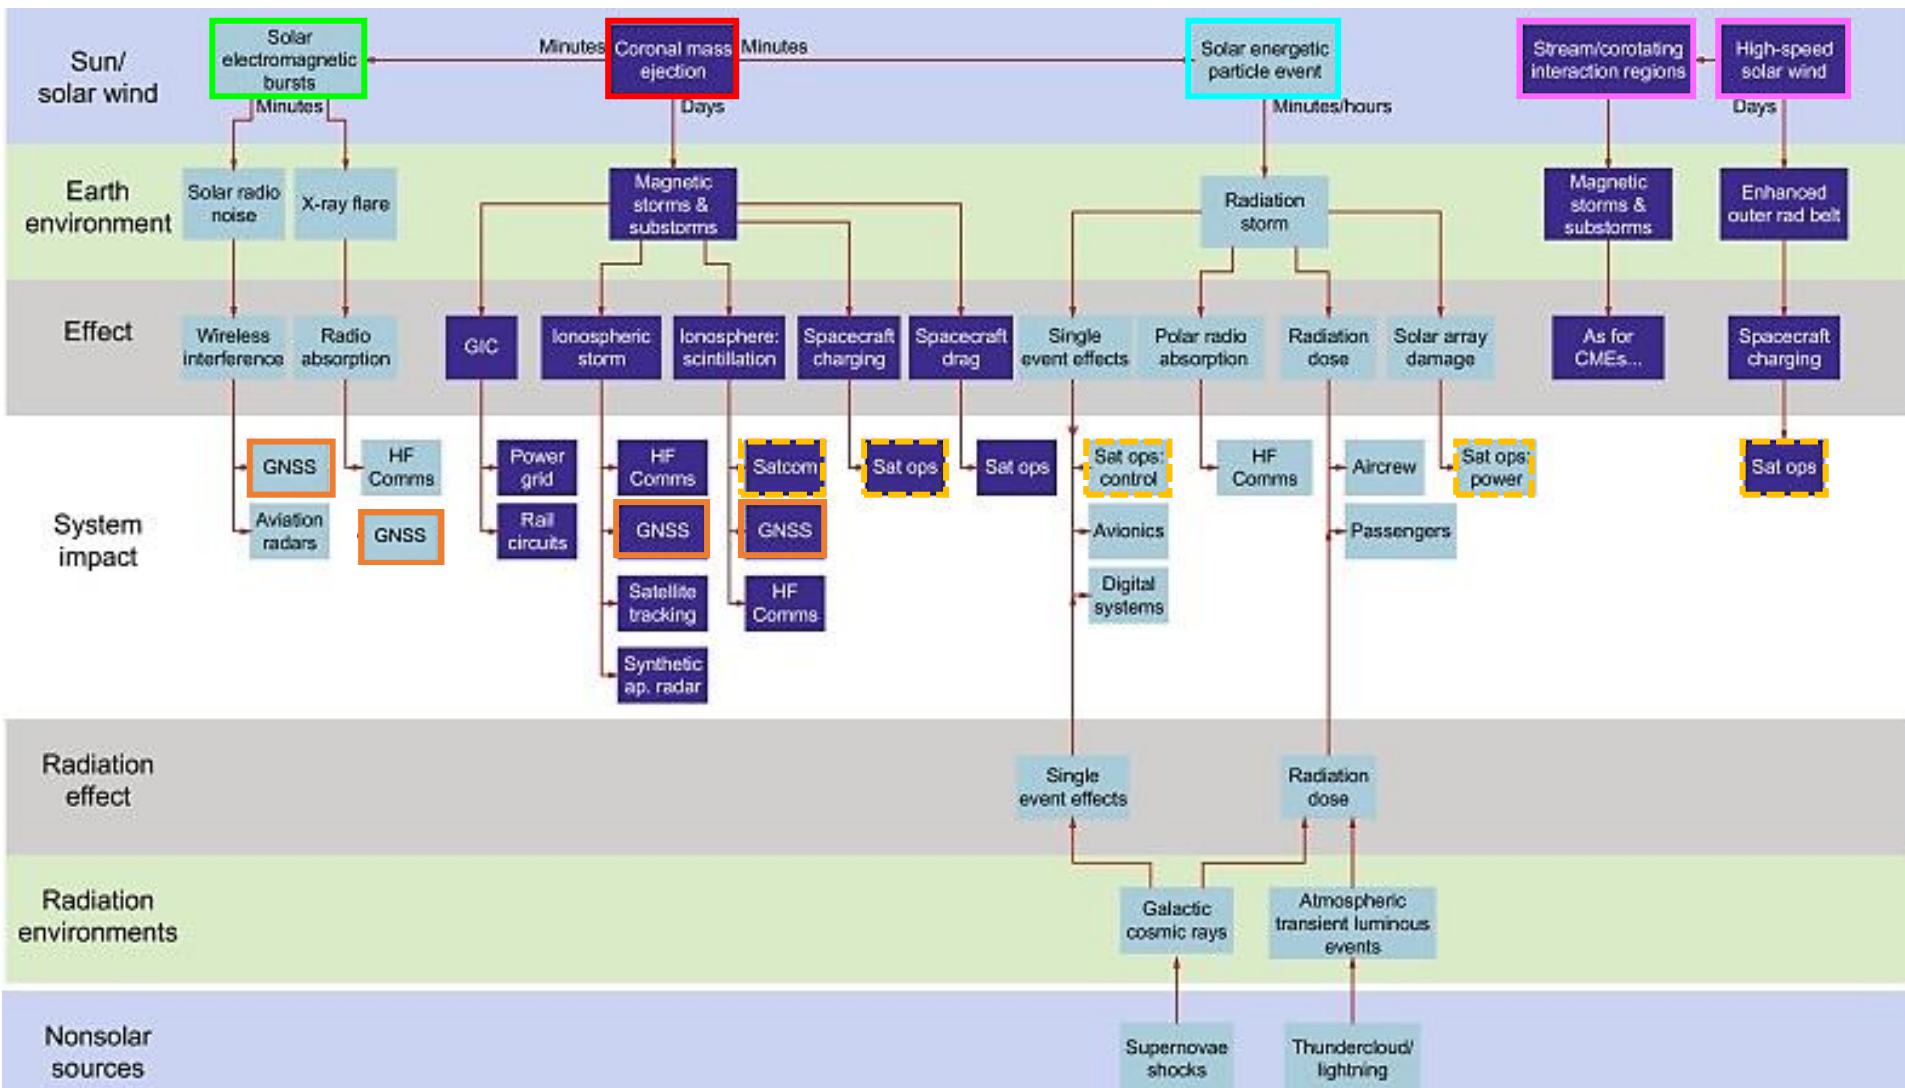 Sun/
solar wind
Solar
electromagnetic
bursts
Minutes
Coronal mass
ejection
Minutes
Solar energetic
particle event
Stream/corotating
interaction regions
High-speed
solar wind
Minutes
Days
Minutes/hours
Days
Earth
environment
Solar radio
noise
X-ray flare
Magnetic
storms &
substorms
Radiation
storm
Magnetic
storms &
substorms
Enhanced
outer rad belt
Effect
Wireless
interference
Radio
absorption
GIC
Ionospheric
storm
Ionosphere:
scintillation
Spacecraft
charging
Spacecraft
drag
Single
event effects
Polar radio
absorption
Radiation
dose
Solar array
damage
As for
CMEs...
Spacecraft
charging
System
impact
GNSS
HF
Comms
Power
grid
HF
Comms
Satcom
Sat ops
Sat ops
Sat ops:
control
HF
Comms
Aircrew
Sat ops:
power
Sat ops
Aviation
radars
GNSS
Rail
circuits
GNSS
GNSS
Avionics
Passengers
Satellite
tracking
HF
Comms
Digital
systems
Synthetic
ap. radar
Radiation
effect
Single
event effects
Radiation
dose
Radiation
environments
Galactic
cosmic rays
Atmospheric
transient luminous
events
Nonsolar
sources
Supernovae
shocks
Thundercloud/
lightning